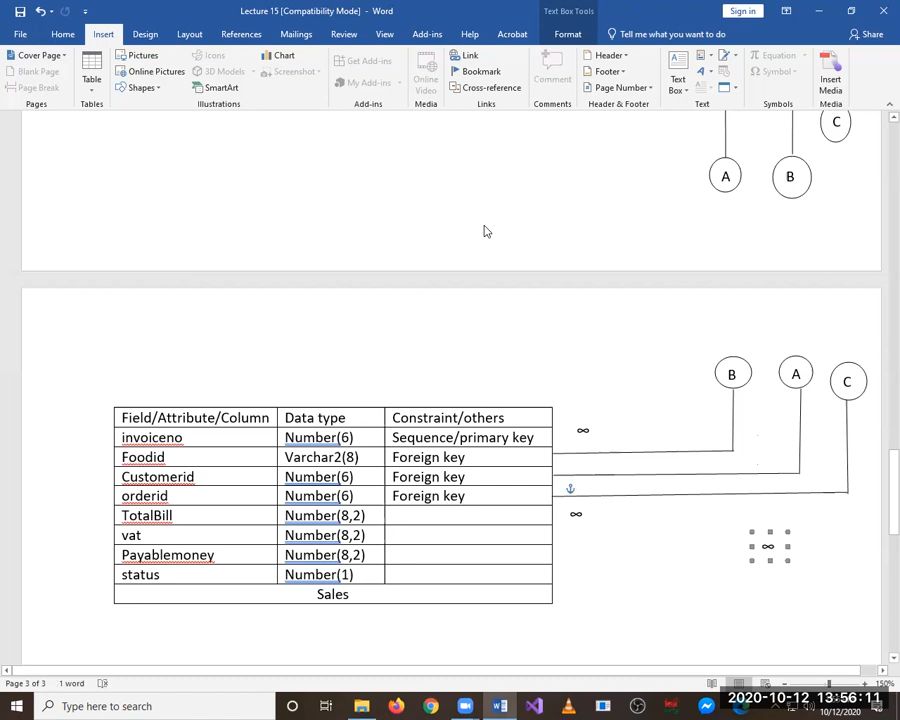 Lecture 15 [Compatibility Mode] - Word
Text Box Tools
Sign in
File Home Insert Design Layout References Mailings Review View Add-ins Help Acrobat Format Tell me what you want to do Share
Cover Page
Blank Page
Page Break
Pages
Table
Tables
Pictures
Online Pictures
Shapes
Icons
3D Models
SmartArt
Chart
Screenshot
Illustrations
Get Add-ins
My Add-ins
Add-ins
Online Video
Media
Link
Bookmark
Cross-reference
Links
Comment
Comments
Header
Footer
Page Number
Header & Footer
Text Box
Text
Equation
Symbol
Symbols
Insert Media
Media
C
A B
B A C
Field/Attribute/Column Data type Constraint/others
invoiceno Number(6) Sequence/primary key
∞
Foodid Varchar2(8) Foreign key
Customerid Number(6) Foreign key
orderid Number(6) Foreign key
TotalBill Number(8,2)
∞
vat Number(8,2)
∞
Payablemoney Number(8,2)
status Number(1)
Sales
Page 3 of 3 1 word 150%
Type here to search
2020-10-12 13:56:11
10/12/2020